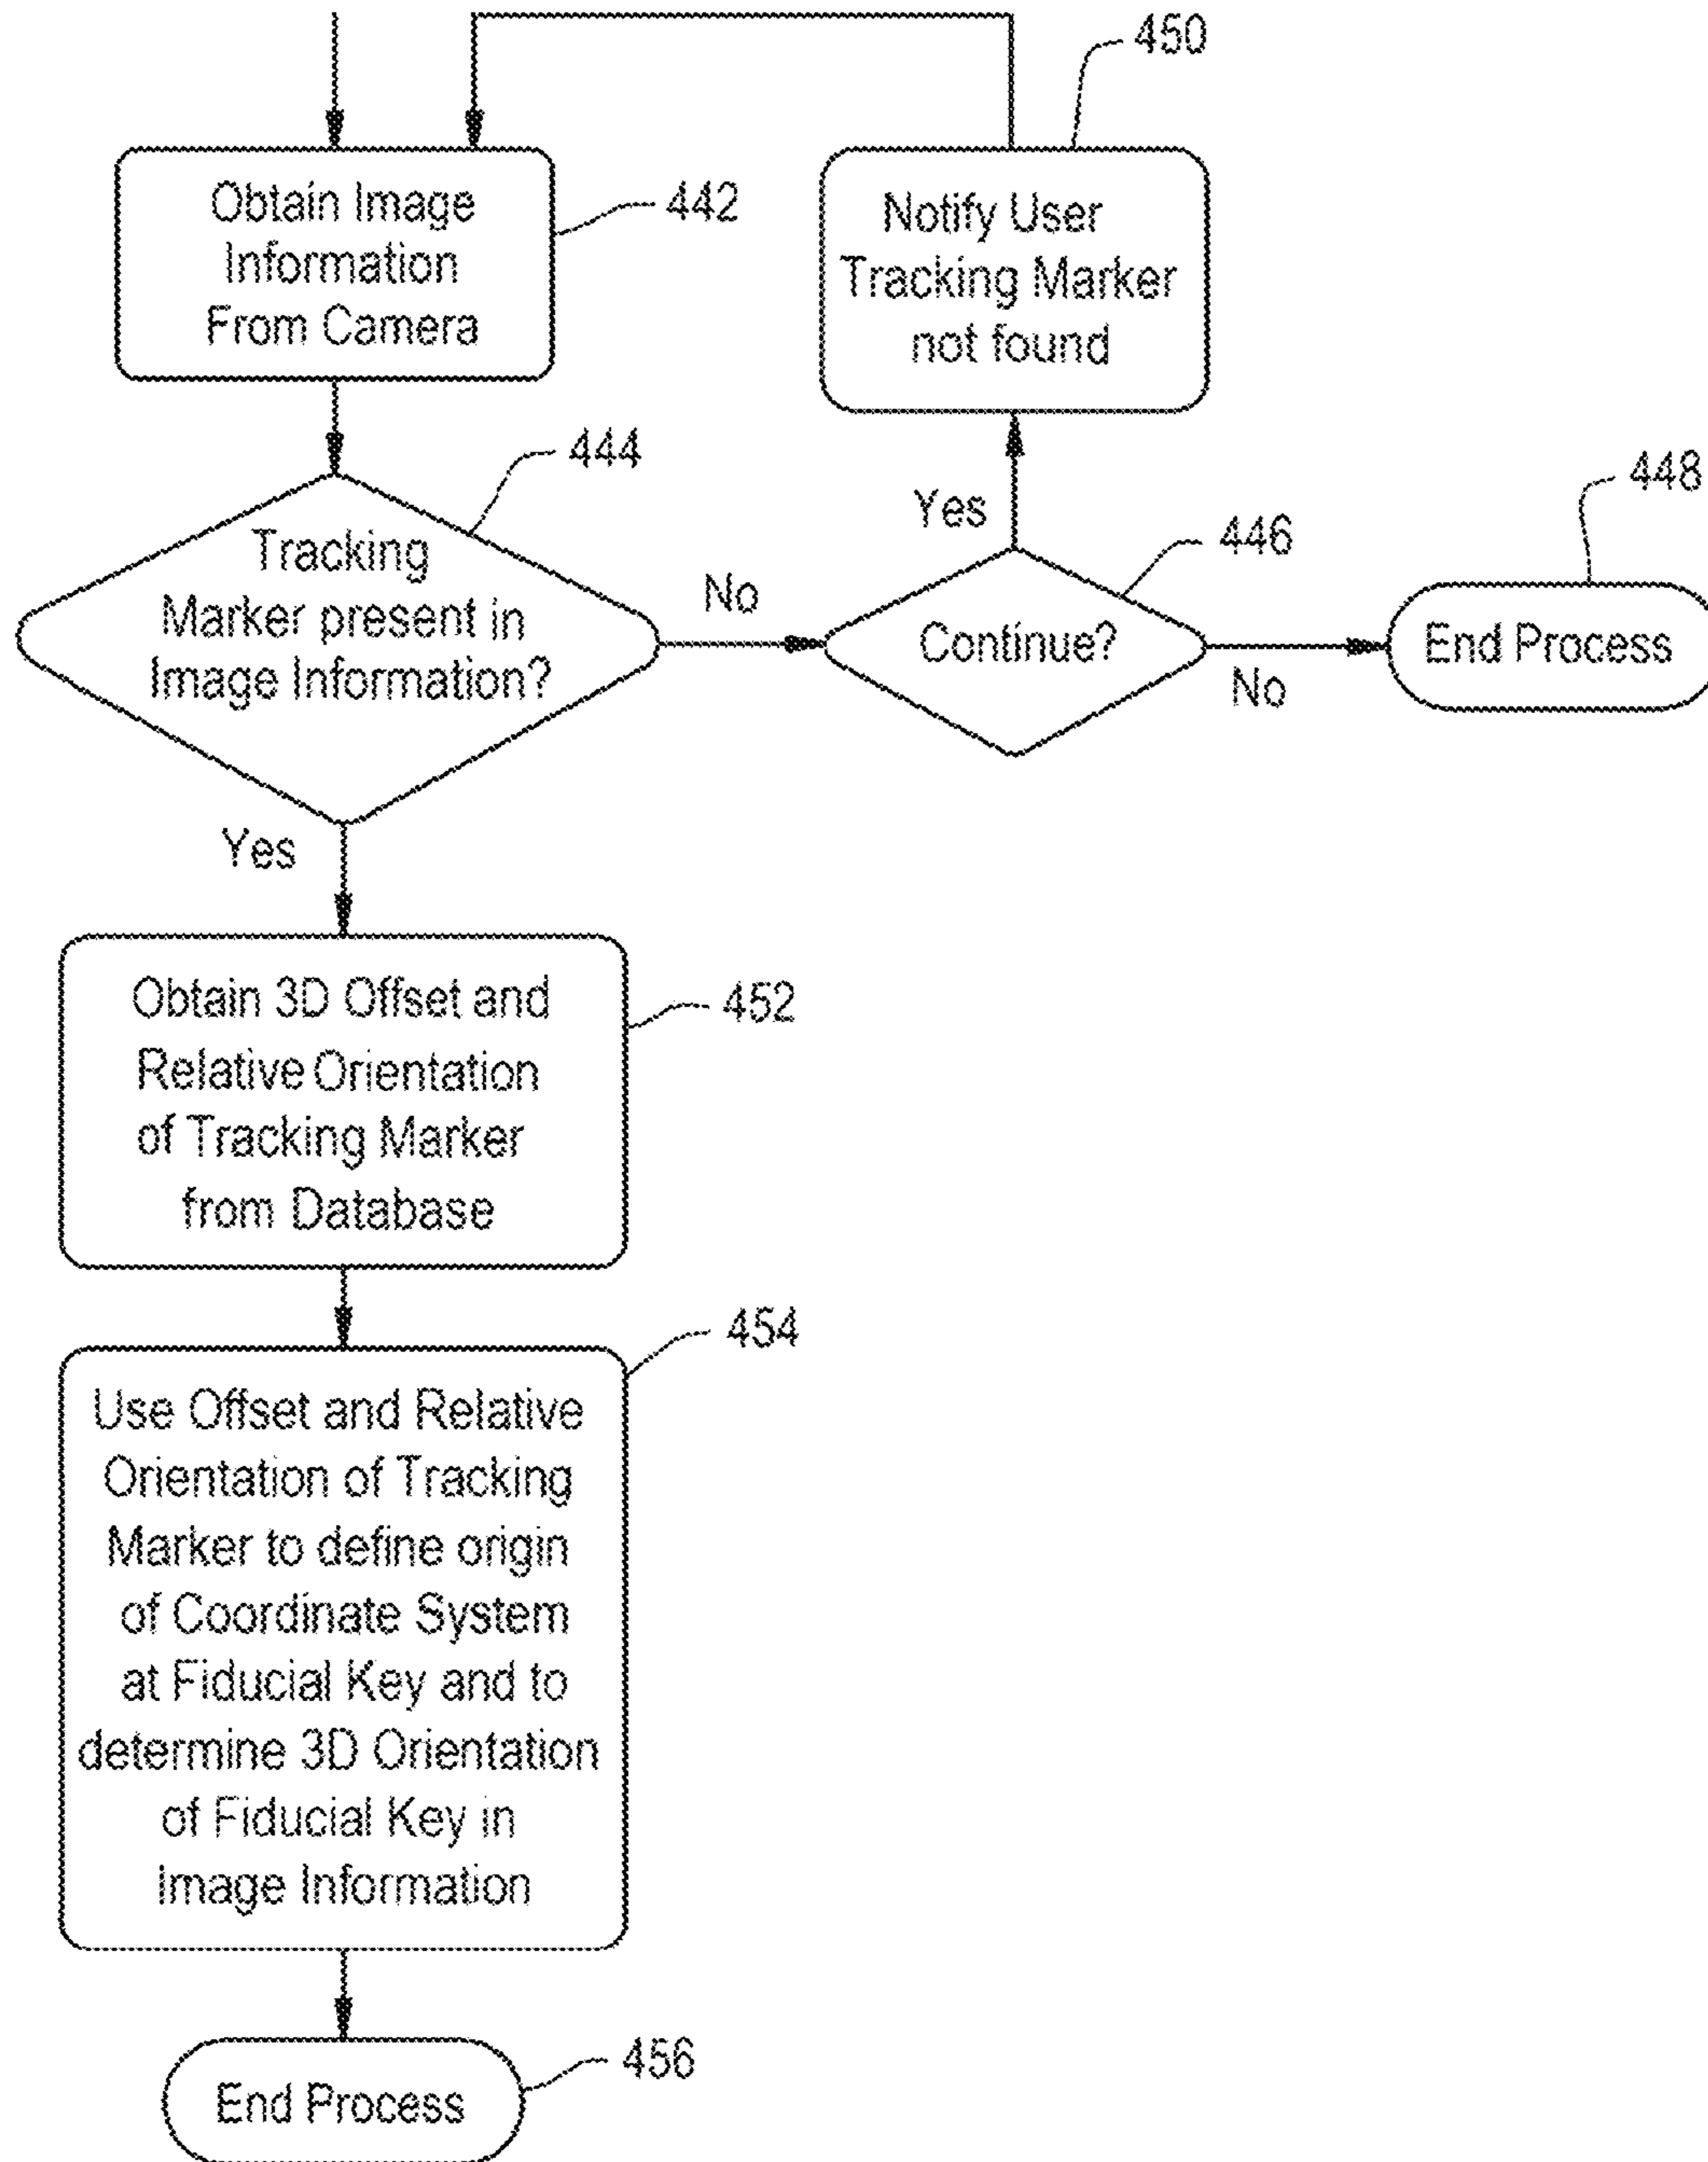 450
Obtain Image
Information
From Camera
442
Notify User
Tracking Marker
not found
444
Tracking
Marker present in
Image Information?
No
Yes
446
Continue?
No
448
End Process
Yes
Obtain 3D Offset and
Relative Orientation
of Tracking Marker
from Database
452
454
Use Offset and Relative
Orientation of Tracking
Marker to define origin
of Coordinate System
at Fiducial Key and to
determine 3D Orientation
of Fiducial Key in
Image Information
456
End Process